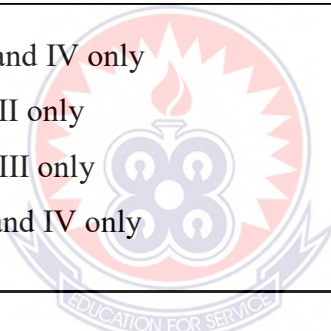 and IV only
II only
III only
and IV only
EDUCATION FOR SERVICE